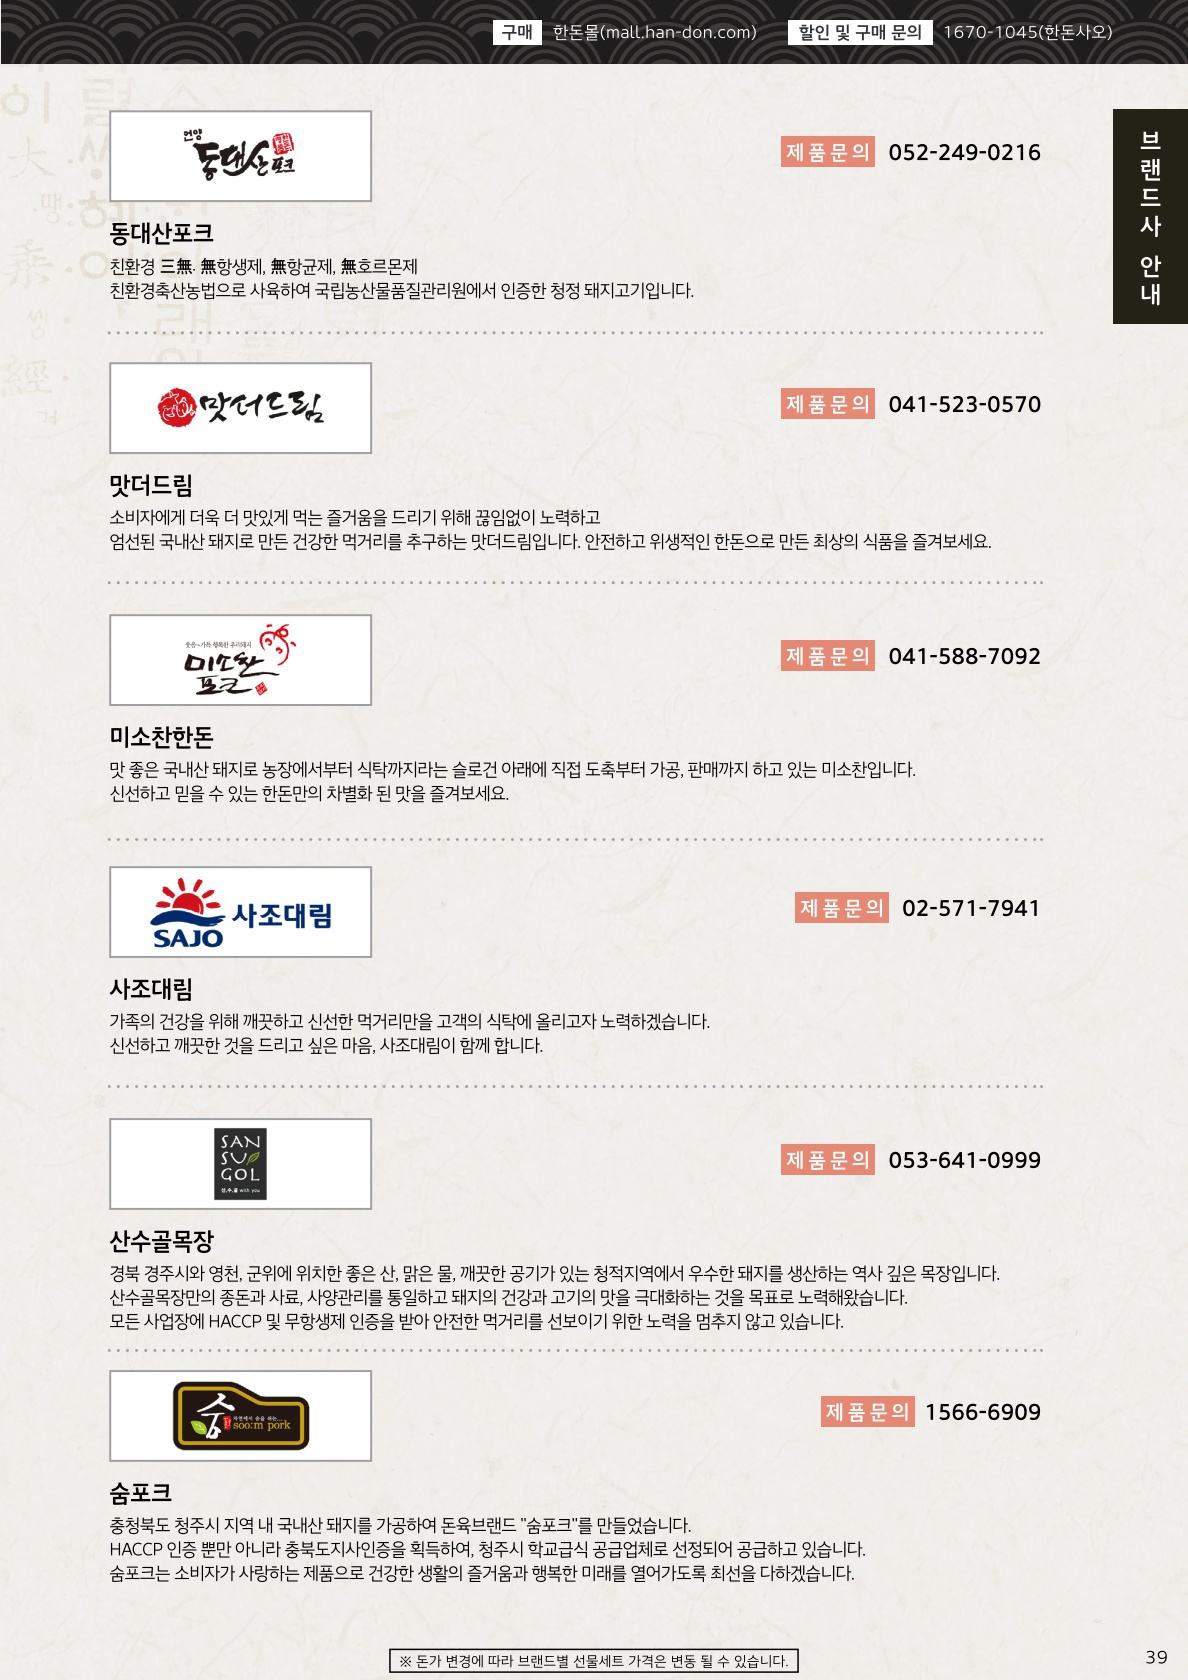 구매 한돈몰(mall.han-don.com) 할인 및 구매 문의 1670-1045(한돈사오)
브랜드사 안내
언양
동대산포크
제품문의 052-249-0216
동대산포크
친환경 三無. 無항생제, 無항균제, 無호르몬제
친환경축산농법으로 사육하여 국립농산물품질관리원에서 인증한 청정 돼지고기입니다.
맛더드림
제품문의 041-523-0570
맛더드림
소비자에게 더욱 더 맛있게 먹는 즐거움을 드리기 위해 끊임없이 노력하고
엄선된 국내산 돼지로 만든 건강한 먹거리를 추구하는 맛더드림입니다. 안전하고 위생적인 한돈으로 만든 최상의 식품을 즐겨보세요.
웃음~가득 행복한 우리돼지
미소찬
포크
제품문의 041-588-7092
미소찬한돈
맛 좋은 국내산 돼지로 농장에서부터 식탁까지라는 슬로건 아래에 직접 도축부터 가공, 판매까지 하고 있는 미소찬입니다.
신선하고 믿을 수 있는 한돈만의 차별화 된 맛을 즐겨보세요.
SAJO 사조대림
제품문의 02-571-7941
사조대림
가족의 건강을 위해 깨끗하고 신선한 먹거리만을 고객의 식탁에 올리고자 노력하겠습니다.
신선하고 깨끗한 것을 드리고 싶은 마음, 사조대림이 함께 합니다.
SAN
SU
GOL
산,수,골 with you
제품문의 053-641-0999
산수골목장
경북 경주시와 영천, 군위에 위치한 좋은 산, 맑은 물, 깨끗한 공기가 있는 청적지역에서 우수한 돼지를 생산하는 역사 깊은 목장입니다.
산수골목장만의 종돈과 사료, 사양관리를 통일하고 돼지의 건강과 고기의 맛을 극대화하는 것을 목표로 노력해왔습니다.
모든 사업장에 HACCP 및 무항생제 인증을 받아 안전한 먹거리를 선보이기 위한 노력을 멈추지 않고 있습니다.
숨
자연에서 숨을 쉬는...
soo:m pork
제품문의 1566-6909
숨포크
충청북도 청주시 지역 내 국내산 돼지를 가공하여 돈육브랜드 "숨포크"를 만들었습니다.
HACCP 인증 뿐만 아니라 충북도지사인증을 획득하여, 청주시 학교급식 공급업체로 선정되어 공급하고 있습니다.
숨포크는 소비자가 사랑하는 제품으로 건강한 생활의 즐거움과 행복한 미래를 열어가도록 최선을 다하겠습니다.
※ 돈가 변경에 따라 브랜드별 선물세트 가격은 변동 될 수 있습니다.
39